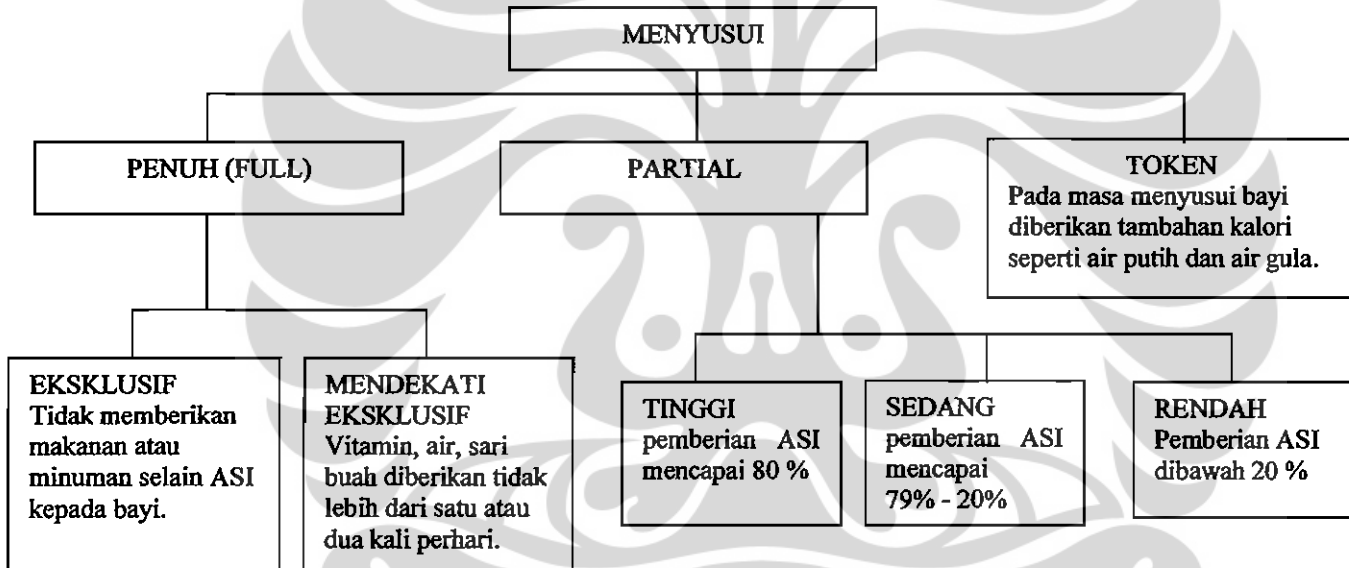 MENYUSUI
PENUH (FULL)
PARTIAL
TOKEN
Pada masa menyusui bayi
diberikan tambahan kalori
seperti air putih dan air gula.
EKSKLUSIF
Tidak memberikan
makanan atau
minuman selain ASI
kepada bayi.
MENDEKATI
EKSKLUSIF
Vitamin, air, sari
buah diberikan tidak
lebih dari satu atau
dua kali perhari.
TINGGI
pemberian ASI
mencapai 80 %
SEDANG
pemberian ASI
mencapai
79% - 20%
RENDAH
Pemberian ASI
dibawah 20 %